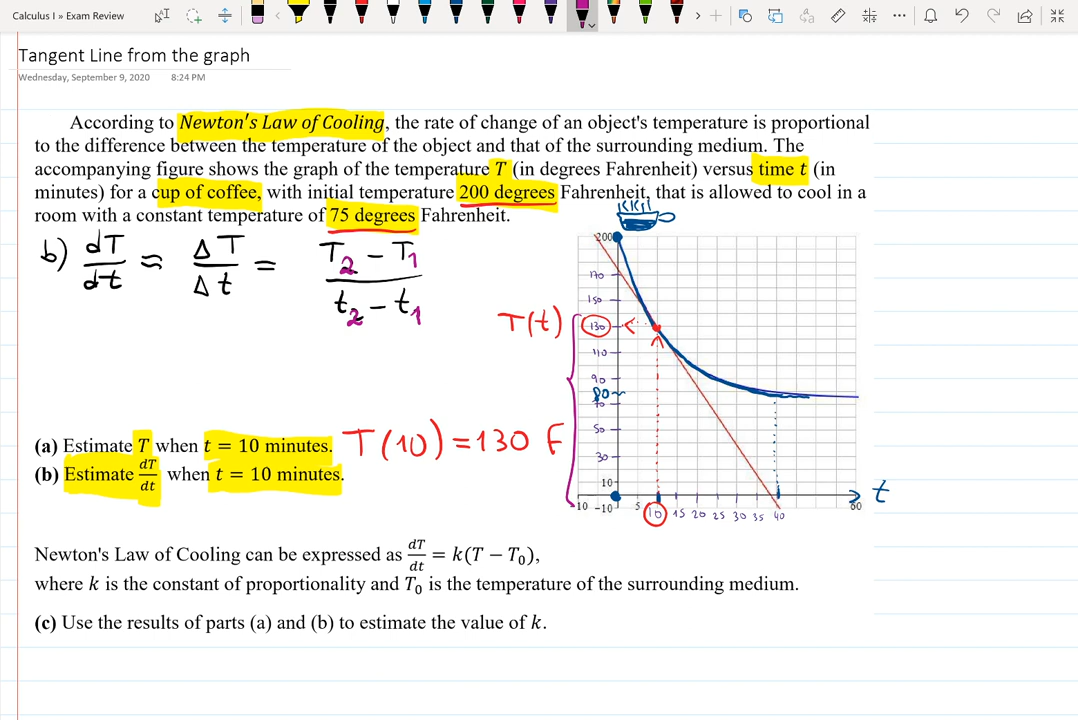 Calculus I » Exam Review
Tangent Line from the graph
Wednesday, September 9, 2020 8:24 PM
According to Newton's Law of Cooling, the rate of change of an object's temperature is proportional
to the difference between the temperature of the object and that of the surrounding medium. The
accompanying figure shows the graph of the temperature T (in degrees Fahrenheit) versus time t (in
minutes) for a cup of coffee, with initial temperature 200 degrees Fahrenheit, that is allowed to cool in a
room with a constant temperature of 75 degrees Fahrenheit.
b) dT/dt ≈ ΔT/Δt = (T₂ − T₁)/(t₂ − t₁)
T(t)
200
170
150
130
110
90
80
70
50
30
10
10 -10 5 10 15 20 25 30 35 40 60
t
(a) Estimate T when t = 10 minutes. T(10) = 130 F
(b) Estimate dT/dt when t = 10 minutes.
Newton's Law of Cooling can be expressed as dT/dt = k(T − T₀),
where k is the constant of proportionality and T₀ is the temperature of the surrounding medium.
(c) Use the results of parts (a) and (b) to estimate the value of k.